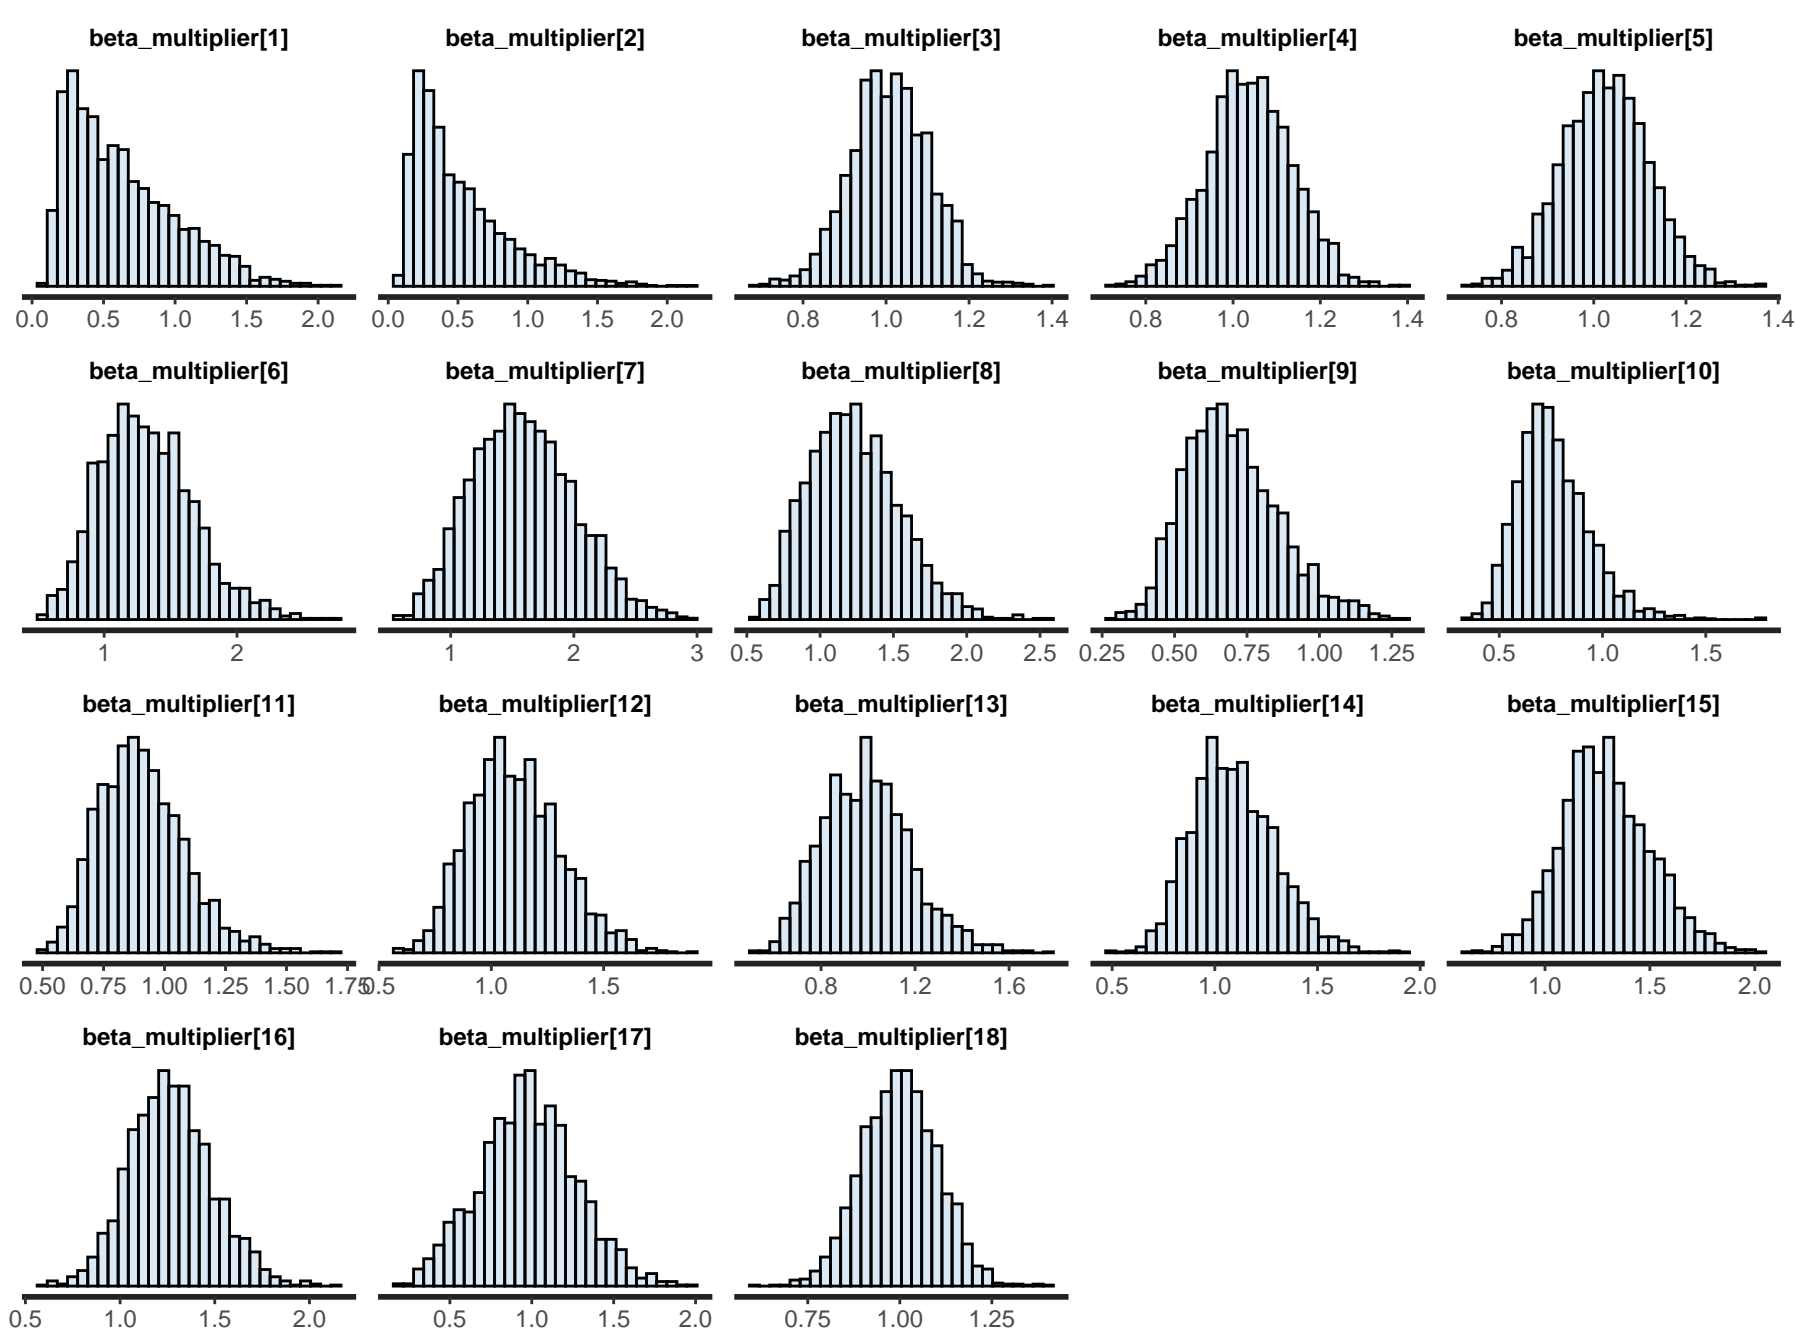 beta_multiplier[1] beta_multiplier[2] beta_multiplier[3] beta_multiplier[4] beta_multiplier[5]
0.0 0.5 1.0 1.5 2.0 0.0 0.5 1.0 1.5 2.0 0.8 1.0 1.2 1.4 0.8 1.0 1.2 1.4 0.8 1.0 1.2 1.4
beta_multiplier[6] beta_multiplier[7] beta_multiplier[8] beta_multiplier[9] beta_multiplier[10]
1 2 1 2 3 0.5 1.0 1.5 2.0 2.5 0.25 0.50 0.75 1.00 1.25 0.5 1.0 1.5
beta_multiplier[11] beta_multiplier[12] beta_multiplier[13] beta_multiplier[14] beta_multiplier[15]
0.50 0.75 1.00 1.25 1.50 1.75 0.5 1.0 1.5 0.8 1.2 1.6 0.5 1.0 1.5 2.0 1.0 1.5 2.0
beta_multiplier[16] beta_multiplier[17] beta_multiplier[18]
0.5 1.0 1.5 2.0 0.5 1.0 1.5 2.0 0.75 1.00 1.25